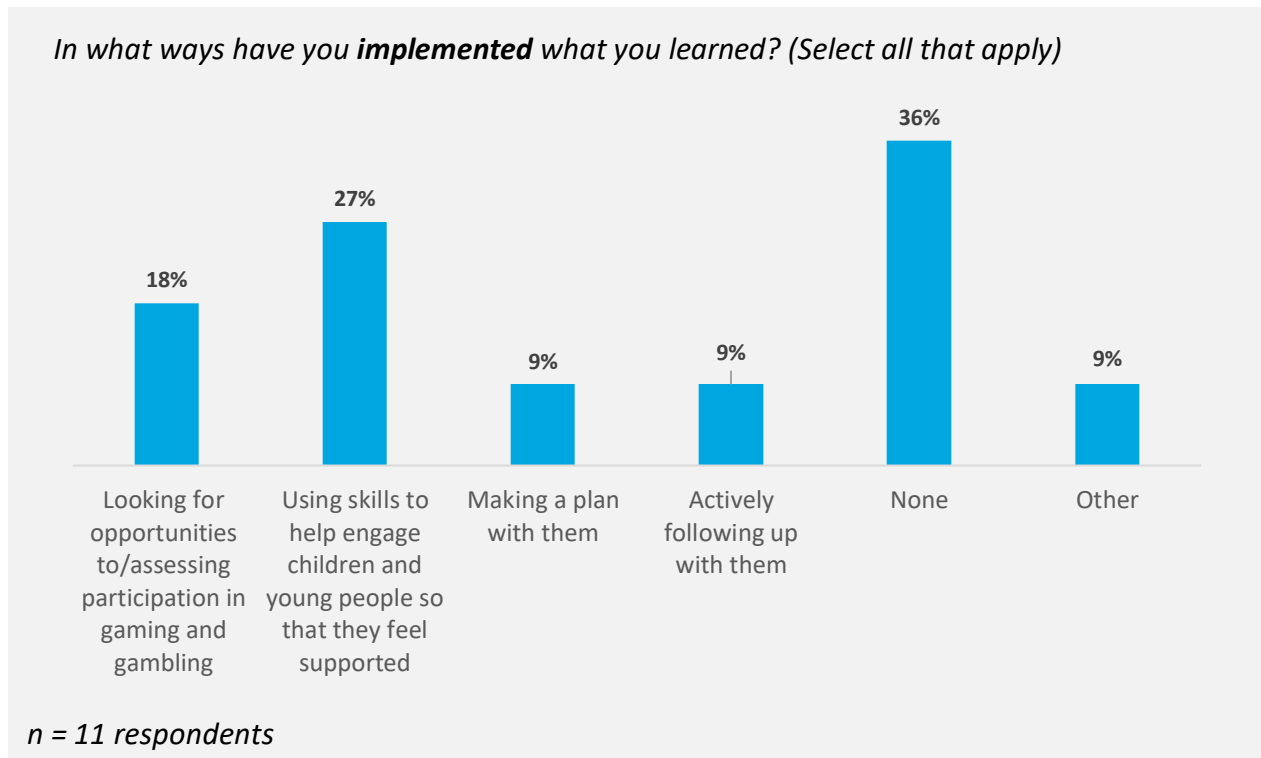 In what ways have you implemented what you learned? (Select all that apply)
36%
27%
18%
9%
9%
9%
Looking for
opportunities
to/assessing
participation in
gaming and
gambling
Using skills to
help engage
children and
young people so
that they feel
supported
Making a plan
with them
Actively
following up
with them
None
Other
n = 11 respondents